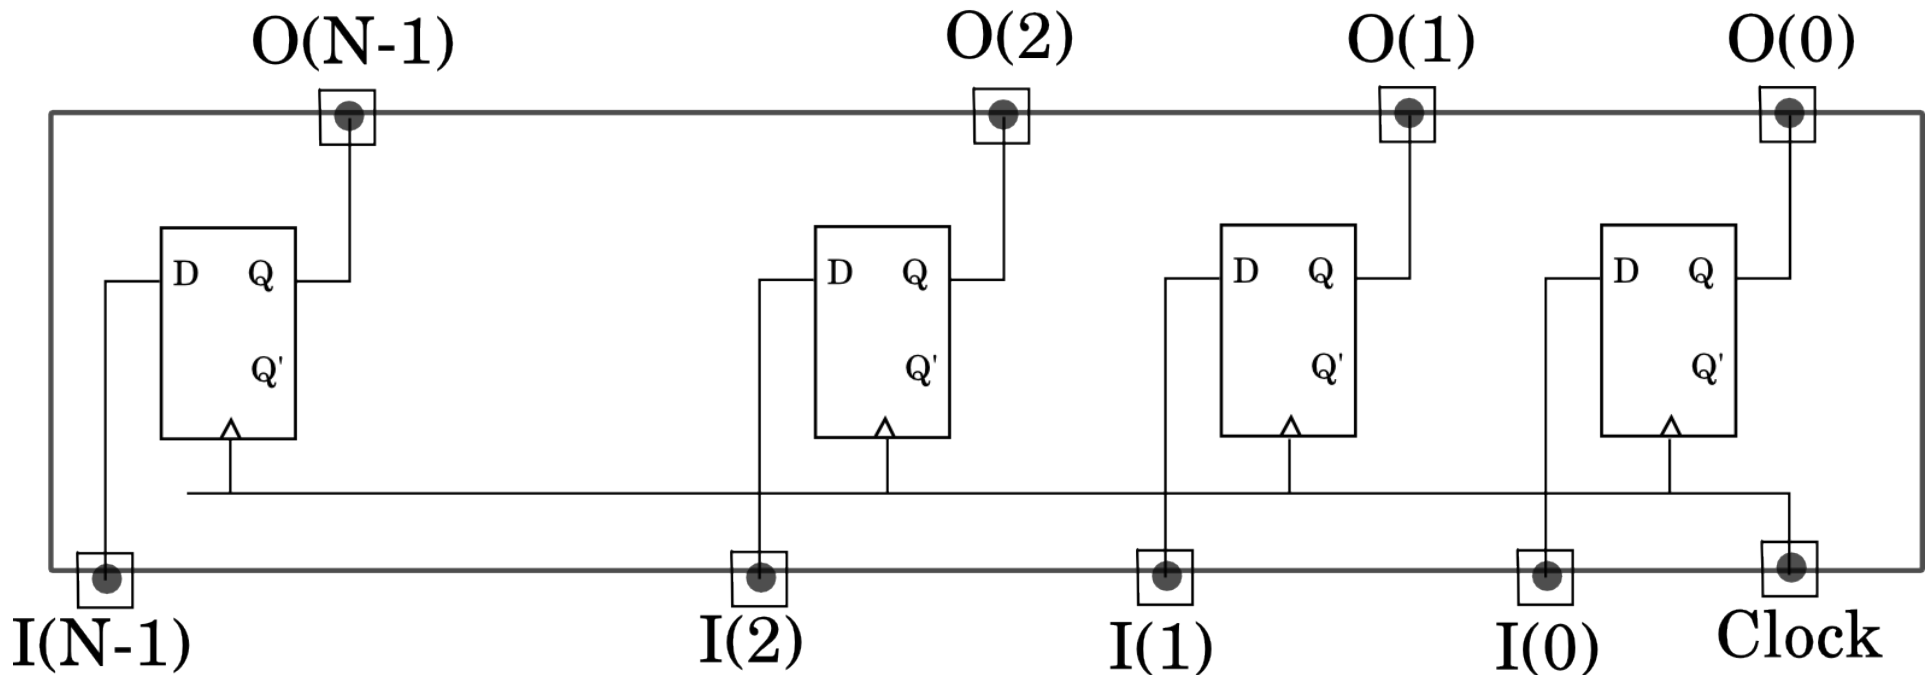 O(N-1) O(2) O(1) O(0)
D Q D Q D Q D Q
Q' Q' Q' Q'
I(N-1) I(2) I(1) I(0) Clock